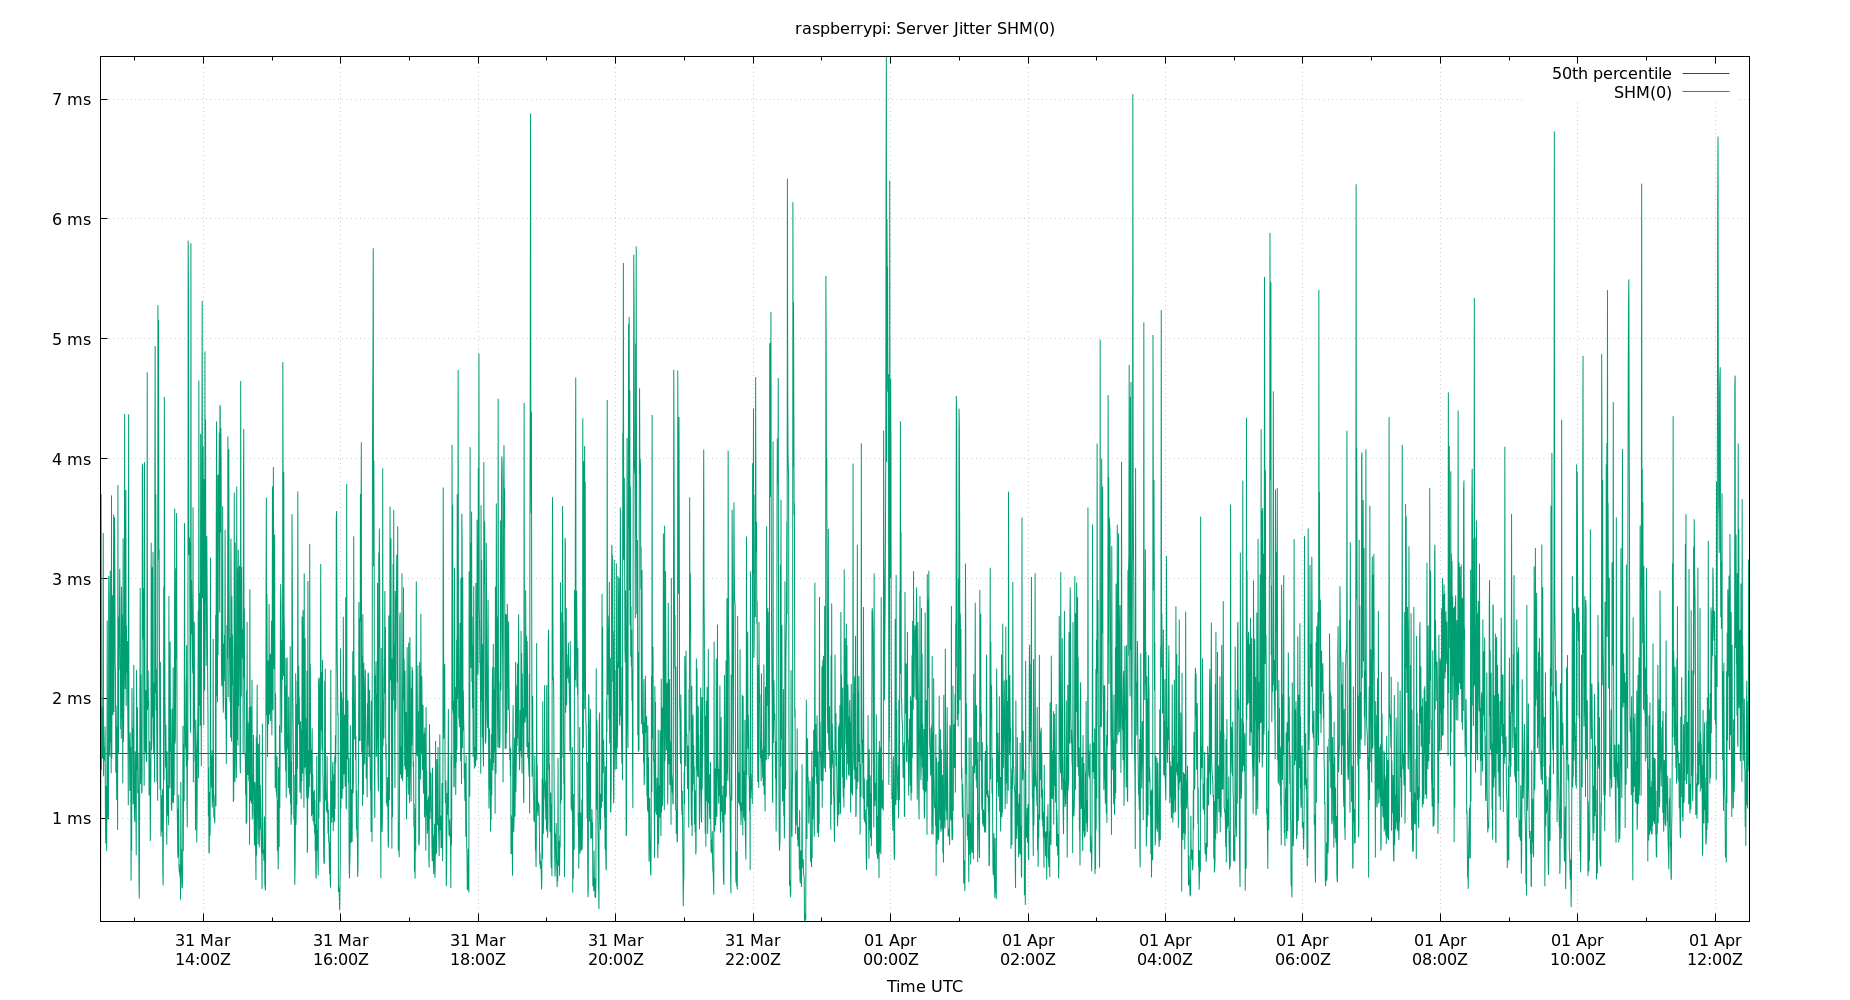 raspberrypi: Server Jitter SHM(0)
50th percentile
SHM(0)
7 ms
6 ms
5 ms
4 ms
3 ms
2 ms
1 ms
31 Mar 31 Mar 31 Mar 31 Mar 31 Mar 01 Apr 01 Apr 01 Apr 01 Apr 01 Apr 01 Apr 01 Apr
14:00Z 16:00Z 18:00Z 20:00Z 22:00Z 00:00Z 02:00Z 04:00Z 06:00Z 08:00Z 10:00Z 12:00Z
Time UTC